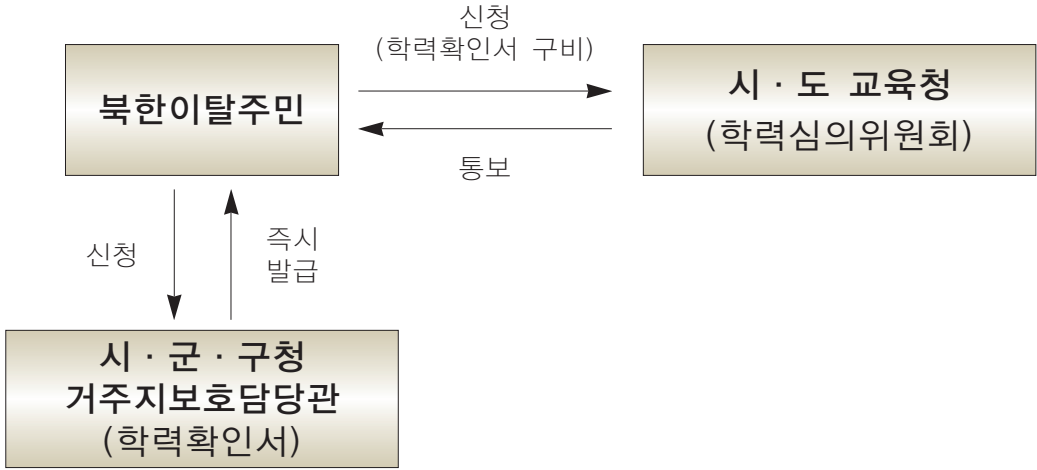 신청
(학력확인서 구비)
북한이탈주민
시 · 도 교육청
(학력심의위원회)
통보
신청
즉시
발급
시 · 군 · 구청
거주지보호담당관
(학력확인서)